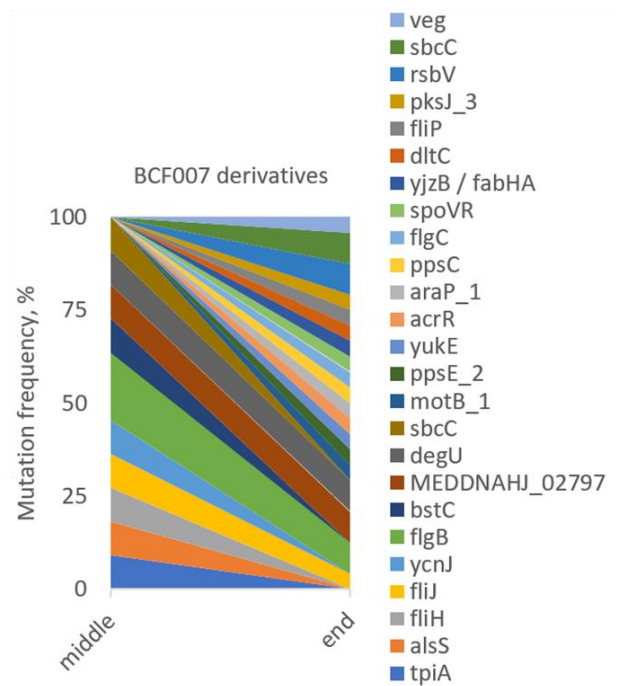 BCF007 derivatives
Mutation frequency, %
100
75
50
25
0
middle
end
veg
sbcC
rsbV
pksJ_3
fliP
dltC
yjzB / fabHA
spoVR
flgC
ppsC
araP_1
acrR
yukE
ppsE_2
motB_1
sbcC
degU
MEDDNAHJ_02797
bstC
flgB
ycnJ
fliJ
fliH
alsS
tpiA